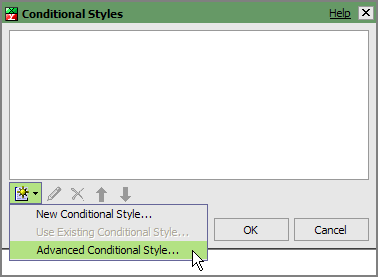 Conditional Styles Help
New Conditional Style...
Use Existing Conditional Style...
Advanced Conditional Style...
OK Cancel